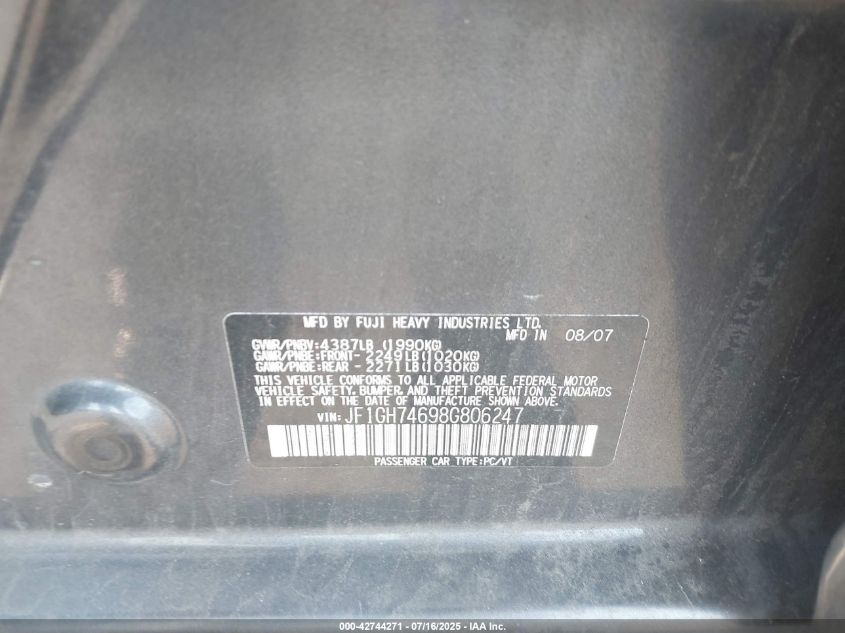 MFD BY FUJI HEAVY INDUSTRIES LTD.
MFD IN 08/07
GVWR/PNBV:4387LB (1990KG)
GAWR/PNBE:FRONT- 2249LB(1020KG)
GAWR/PNBE:REAR - 2271LB(1030KG)
THIS VEHICLE CONFORMS TO ALL APPLICABLE FEDERAL MOTOR
VEHICLE SAFETY, BUMPER, AND THEFT PREVENTION STANDARDS
IN EFFECT ON THE DATE OF MANUFACTURE SHOWN ABOVE.
VIN: JF1GH74698G806247
PASSENGER CAR TYPE:PC/VT
000-42744271 - 07/16/2025 - IAA Inc.